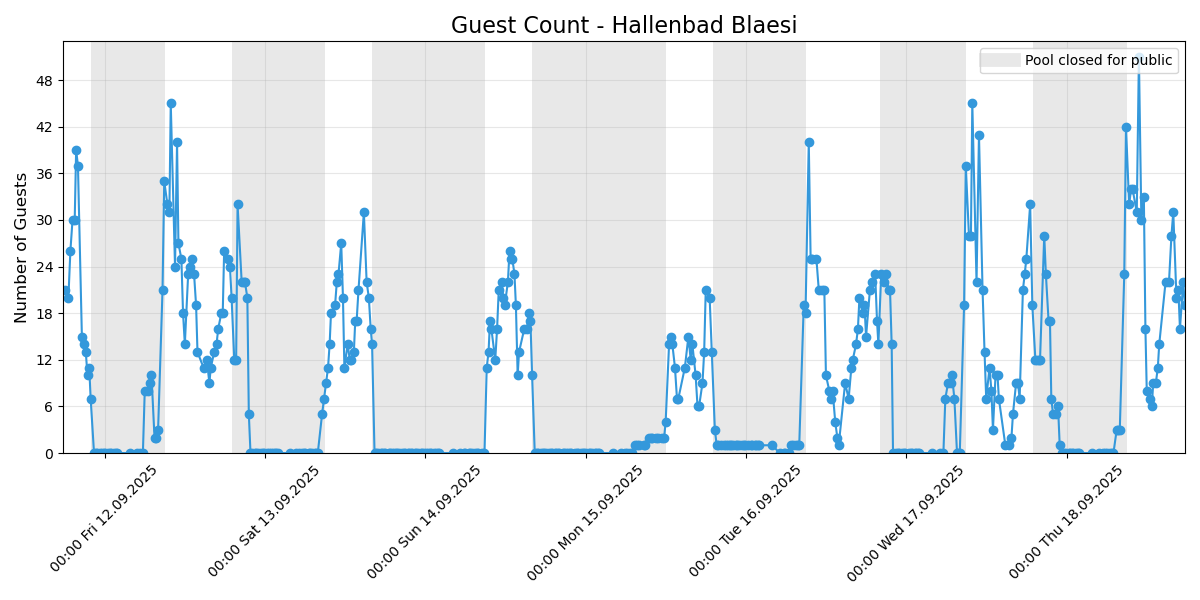 Guest Count - Hallenbad Blaesi
Pool closed for public
Number of Guests
48
42
36
30
24
18
12
6
0
00:00 Fri 12.09.2025
00:00 Sat 13.09.2025
00:00 Sun 14.09.2025
00:00 Mon 15.09.2025
00:00 Tue 16.09.2025
00:00 Wed 17.09.2025
00:00 Thu 18.09.2025